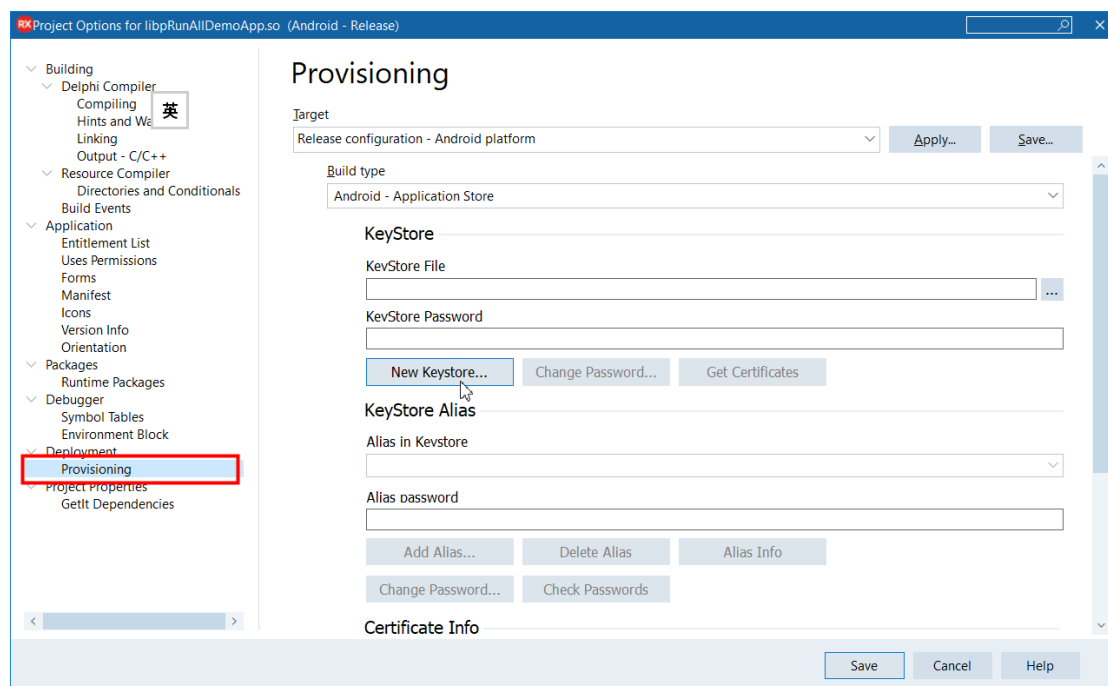 RX Project Options for libpRunAllDemoApp.so (Android - Release)
Building
Delphi Compiler
Compiling
Hints and Wa
英
Linking
Output - C/C++
Resource Compiler
Directories and Conditionals
Build Events
Application
Entitlement List
Uses Permissions
Forms
Manifest
Icons
Version Info
Orientation
Packages
Runtime Packages
Debugger
Symbol Tables
Environment Block
Deployment
Provisioning
Project Properties
GetIt Dependencies
Provisioning
Target
Release configuration - Android platform
Apply...
Save...
Build type
Android - Application Store
KeyStore
KeyStore File
...
KeyStore Password
New Keystore...
Change Password...
Get Certificates
KeyStore Alias
Alias in Keystore
Alias password
Add Alias...
Delete Alias
Alias Info
Change Password...
Check Passwords
Certificate Info
Save
Cancel
Help